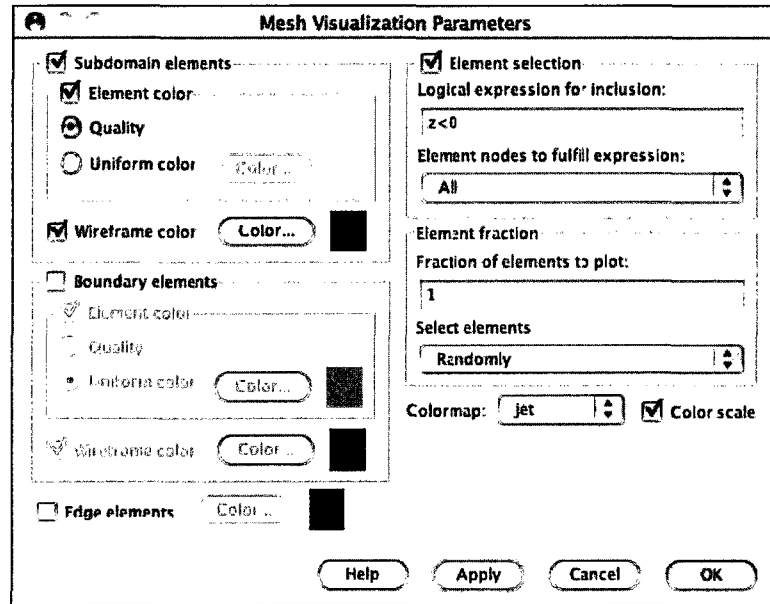 Mesh Visualization Parameters
Subdomain elements
Element color
Quality
Uniform color
Color...
Wireframe color
Color...
Boundary elements
Element color
Quality
Uniform color
Color...
Wireframe color
Color...
Edge elements
Color...
Element selection
Logical expression for inclusion:
z<0
Element nodes to fulfill expression:
All
Element fraction
Fraction of elements to plot:
1
Select elements
Randomly
Colormap:
jet
Color scale
Help
Apply
Cancel
OK